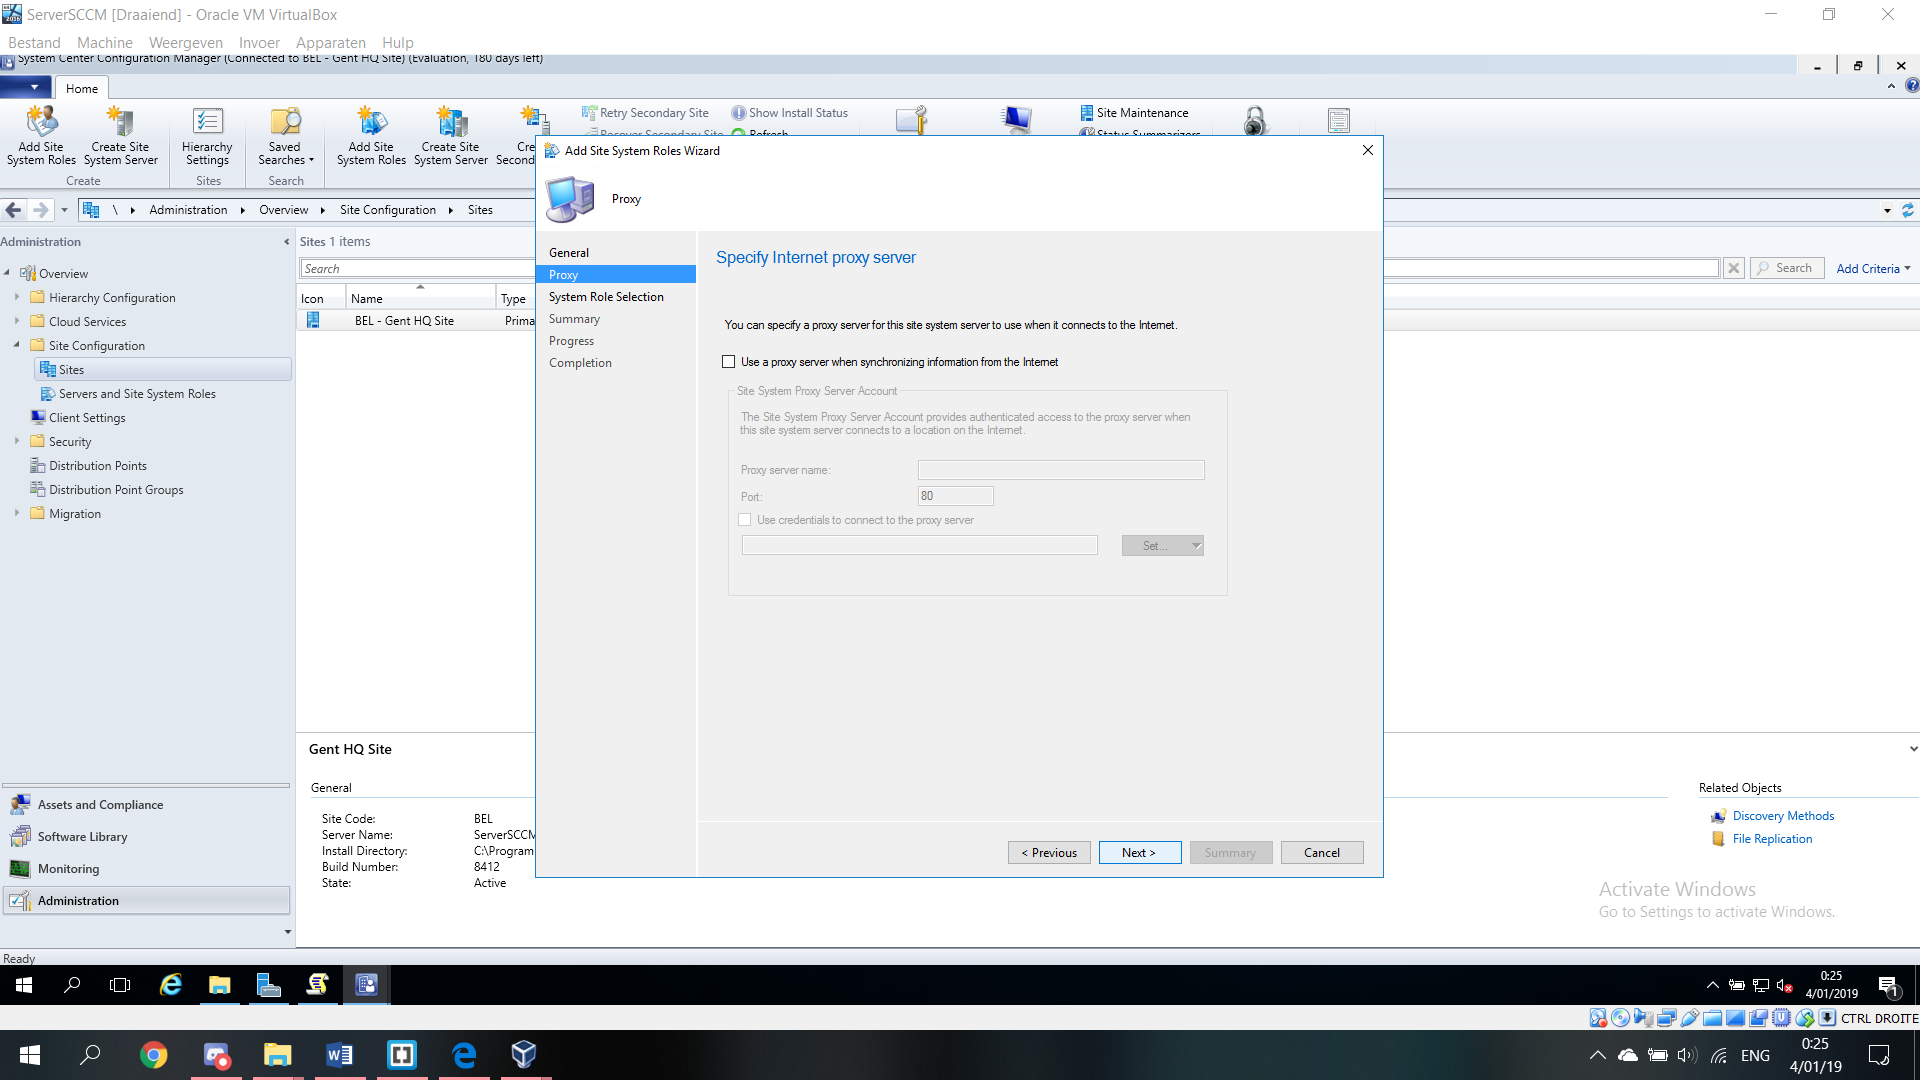 ServerSCCM [Draaiend] - Oracle VM VirtualBox
Bestand Machine Weergeven Invoer Apparaten Hulp
System Center Configuration Manager (Connected to BEL - Gent HQ Site) (Evaluation, 180 days left)
Home
Add Site System Roles
Create Site System Server
Create
Hierarchy Settings
Sites
Saved Searches
Search
Add Site System Roles
Create Site System Server
Cre
Second
Retry Secondary Site
Recover Secondary Site
Show Install Status
Refresh
Site Maintenance
Status Summarizers
\ Administration Overview Site Configuration Sites
Administration
Overview
Hierarchy Configuration
Cloud Services
Site Configuration
Sites
Servers and Site System Roles
Client Settings
Security
Distribution Points
Distribution Point Groups
Migration
Assets and Compliance
Software Library
Monitoring
Administration
Ready
Sites 1 items
Search
Search
Add Criteria
Icon Name Type
BEL - Gent HQ Site Prima
Add Site System Roles Wizard
Proxy
General
Proxy
System Role Selection
Summary
Progress
Completion
Specify Internet proxy server
You can specify a proxy server for this site system server to use when it connects to the Internet.
Use a proxy server when synchronizing information from the Internet
Site System Proxy Server Account
The Site System Proxy Server Account provides authenticated access to the proxy server when
this site system server connects to a location on the Internet.
Proxy server name:
Port: 80
Use credentials to connect to the proxy server
Set...
< Previous Next > Summary Cancel
Gent HQ Site
General
Site Code: BEL
Server Name: ServerSCCM
Install Directory: C:\Program
Build Number: 8412
State: Active
Related Objects
Discovery Methods
File Replication
Activate Windows
Go to Settings to activate Windows.
0:25
4/01/2019
1
CTRL DROITE
ENG
0:25
4/01/19